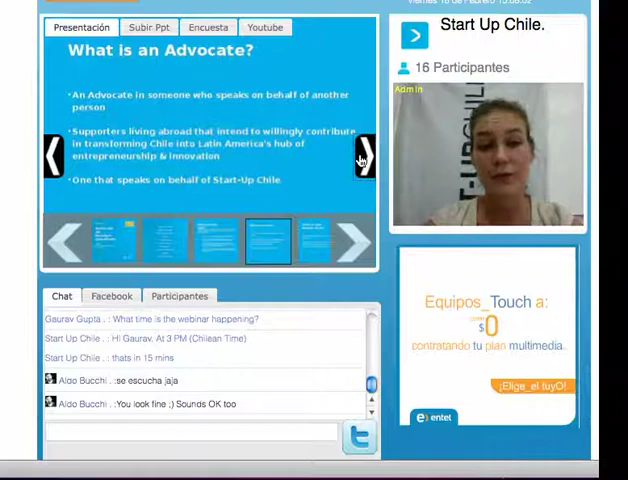 Viernes 18 de Febrero 15:08:02
Presentación
Subir Ppt
Encuesta
Youtube
What is an Advocate?
·An Advocate in someone who speaks on behalf of another
person
·Supporters living abroad that intend to willingly contribute
in transforming Chile into Latin America's hub of
entrepreneurship & innovation
·One that speaks on behalf of Start-Up Chile
Start Up Chile.
16 Participantes
Admin
Chat
Facebook
Participantes
Gaurav Gupta . : What time is the webinar happening?
Start Up Chile . : Hi Gaurav. At 3 PM (Chilean Time)
Start Up Chile . : thats in 15 mins
Aldo Bucchi . :se escucha jaja
Aldo Bucchi . :You look fine ;) Sounds OK too
Equipos_Touch a:
$0
contratando tu plan multimedia.
¡Elige_el tuyO!
entel